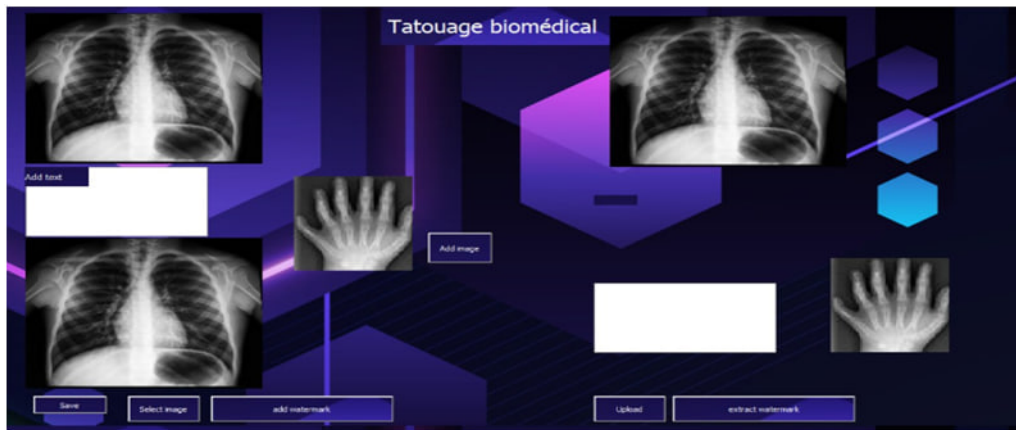 Tatouage biomédical
Add text
Add image
Save
Select image
add watermark
Upload
extract watermark